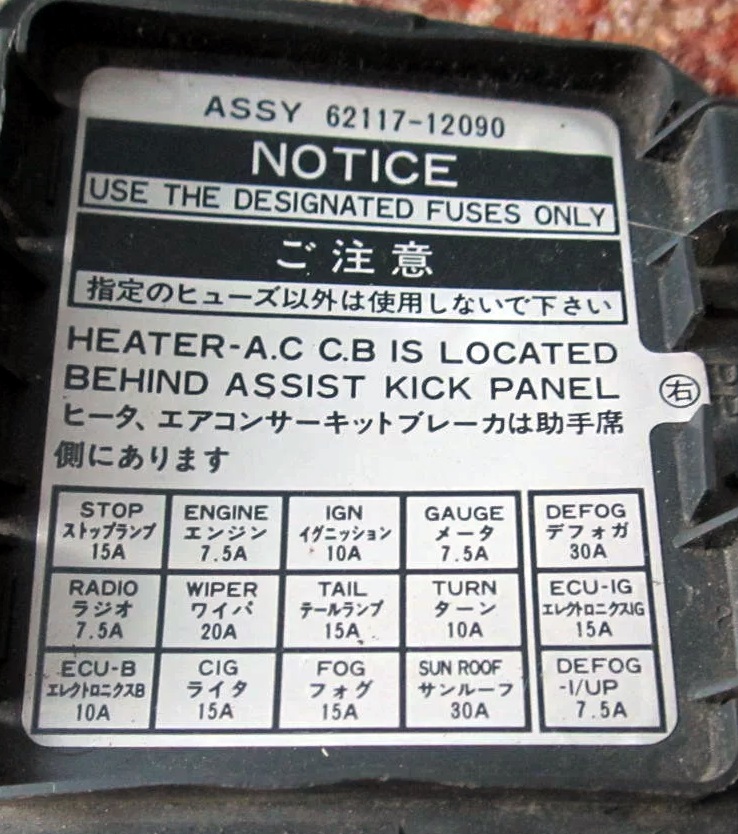 ASSY 62117-12090
NOTICE
USE THE DESIGNATED FUSES ONLY
ご注意
指定のヒューズ以外は使用しないで下さい
HEATER-A.C C.B IS LOCATED
BEHIND ASSIST KICK PANEL
右
ヒータ、エアコンサーキットブレーカは助手席
側にあります
STOP ENGINE IGN GAUGE DEFOG
ストップランプ エンジン イグニッション メータ デフォガ
15A 7.5A 10A 7.5A 30A
RADIO WIPER TAIL TURN ECU-IG
ラジオ ワイパ テールランプ ターン エレクトロニクスIG
7.5A 20A 15A 10A 15A
ECU-B CIG FOG SUN ROOF DEFOG
エレクトロニクスB ライタ フォグ サンルーフ -I/UP
10A 15A 15A 30A 7.5A